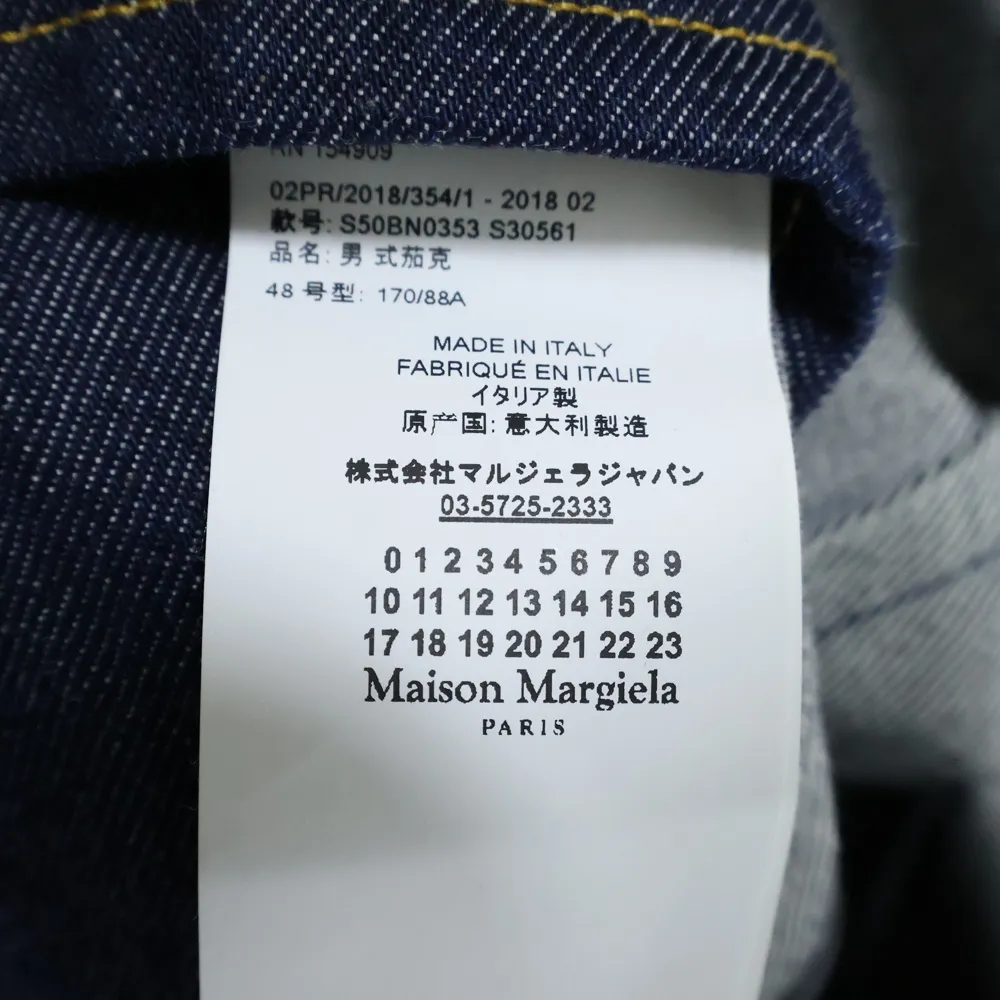 RN 154909
02PR/2018/354/1 - 2018 02
款号: S50BN0353 S30561
品名: 男 式茄克
48 号型: 170/88A
MADE IN ITALY
FABRIQUÉ EN ITALIE
イタリア製
原产国: 意大利製造
株式会社マルジェラジャパン
03-5725-2333
0 1 2 3 4 5 6 7 8 9
10 11 12 13 14 15 16
17 18 19 20 21 22 23
Maison Margiela
PARIS